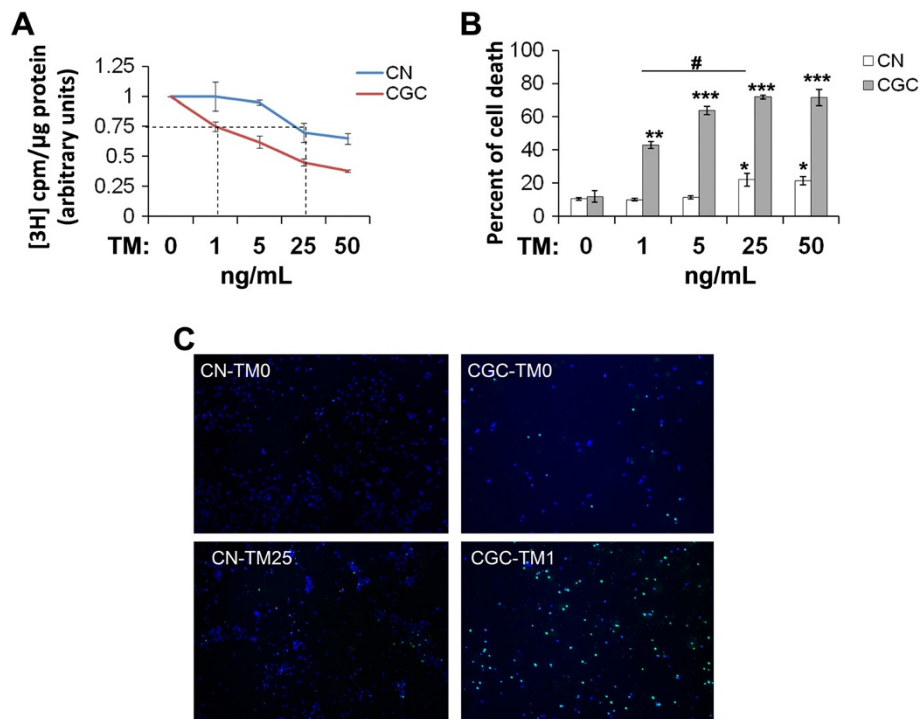 A
[3H] cpm/µg protein
(arbitrary units)
1.25
1
0.75
0.5
0.25
0
CN
CGC
TM: 0 1 5 25 50
ng/mL
B
Percent of cell death
100
80
60
40
20
0
#
** *** *** ***
* *
CN
CGC
TM: 0 1 5 25 50
ng/mL
C
CN-TM0
CGC-TM0
CN-TM25
CGC-TM1